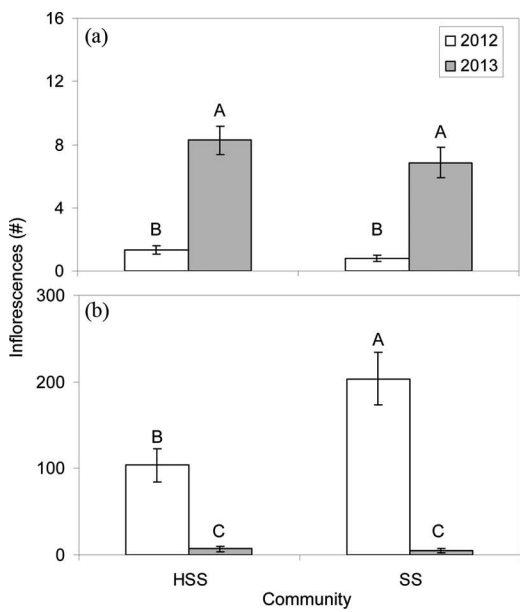 16
(a)
2012
2013
12
A
A
8
4
B
B
0
Inflorescences (#)
300
(b)
A
200
B
100
C
C
0
HSS
SS
Community